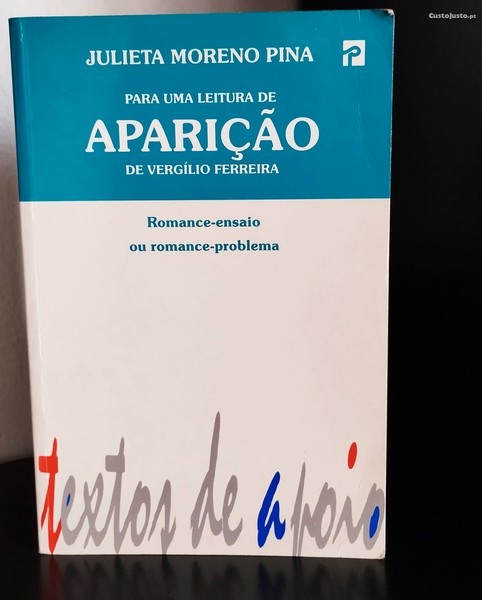 CustoJusto.pt
JULIETA MORENO PINA
P
PARA UMA LEITURA DE
APARIÇÃO
DE VERGÍLIO FERREIRA
Romance-ensaio
ou romance-problema
textos de apoio